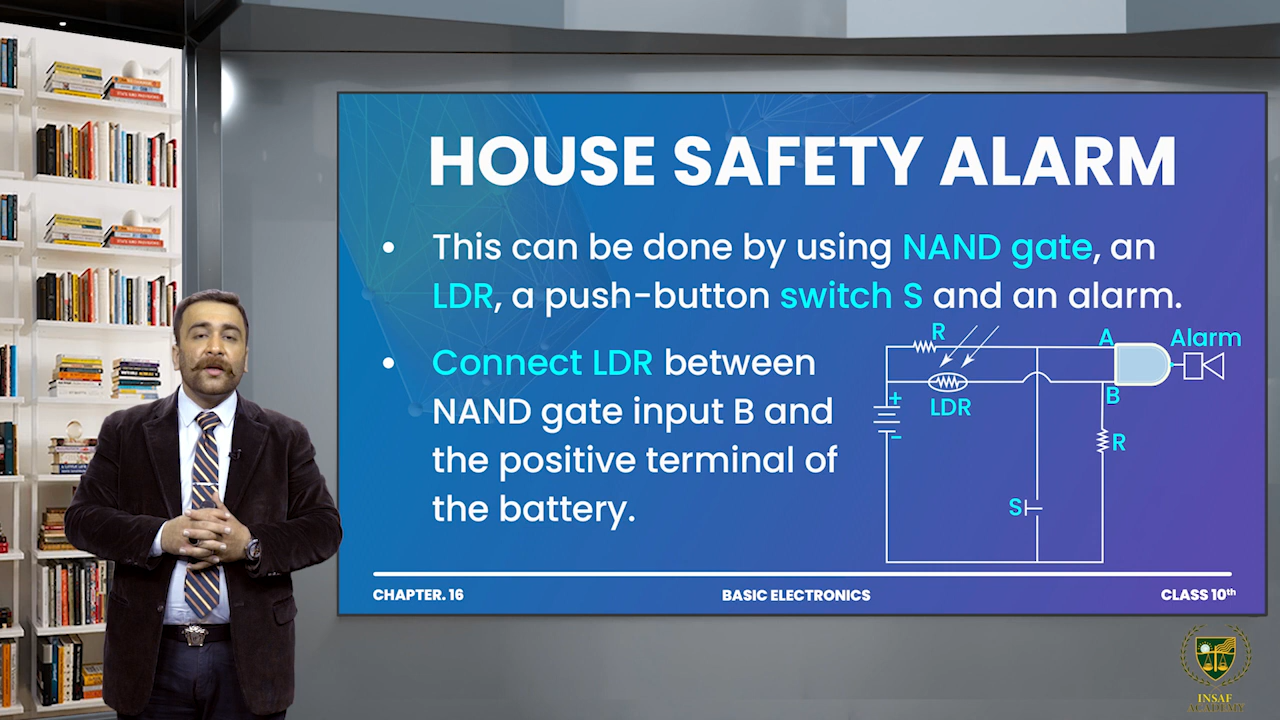 HOUSE SAFETY ALARM
• This can be done by using NAND gate, an
LDR, a push-button switch S and an alarm.
• Connect LDR between
NAND gate input B and
the positive terminal of
the battery.
R
A
Alarm
+
LDR
B
-
R
S
CHAPTER. 16
BASIC ELECTRONICS
CLASS 10th
INSAF
ACADEMY